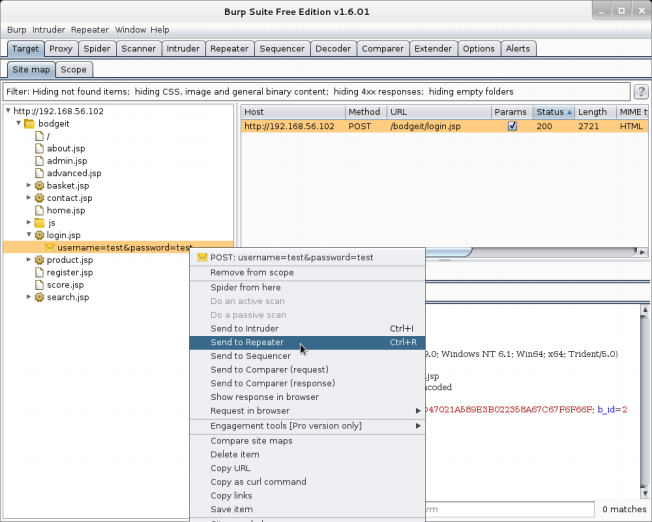 Burp Suite Free Edition v1.6.01
Burp Intruder Repeater Window Help
Target Proxy Spider Scanner Intruder Repeater Sequencer Decoder Comparer Extender Options Alerts
Site map Scope
Filter: Hiding not found items; hiding CSS, image and general binary content; hiding 4xx responses; hiding empty folders
?
http://192.168.56.102
bodgeit
/
about.jsp
admin.jsp
advanced.jsp
basket.jsp
contact.jsp
home.jsp
js
login.jsp
username=test&password=test
product.jsp
register.jsp
score.jsp
search.jsp
Host Method URL Params Status Length MIME t
http://192.168.56.102 POST /bodgeit/login.jsp 200 2721 HTML
POST: username=test&password=test
Remove from scope
Spider from here
Do an active scan
Do a passive scan
Send to Intruder Ctrl+I
Send to Repeater Ctrl+R
Send to Sequencer
Send to Comparer (request)
Send to Comparer (response)
Show response in browser
Request in browser
Engagement tools [Pro version only]
Compare site maps
Delete item
Copy URL
Copy as curl command
Copy links
Save item
9.0; Windows NT 6.1; Win64; x64; Trident/5.0)
.jsp
ncoded
047021A589E3B022358A67C67F6F66F; b_id=2
0 matches